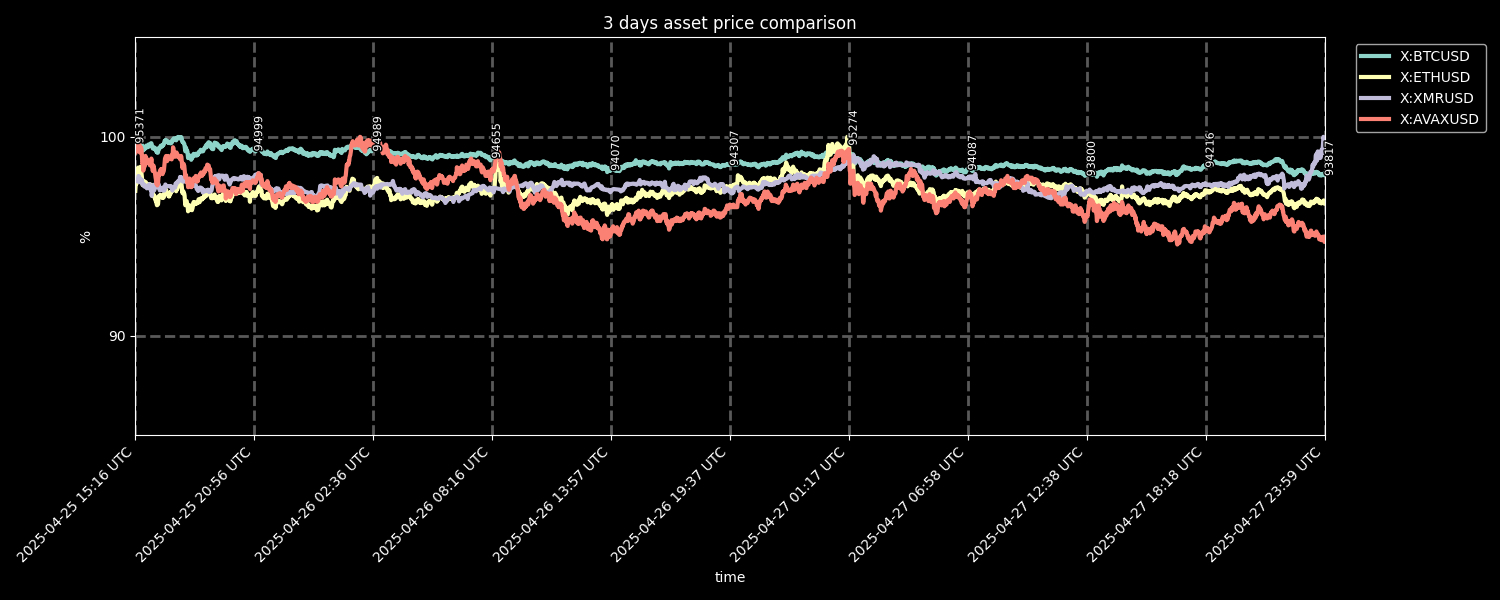 3 days asset price comparison
X:BTCUSD
X:ETHUSD
X:XMRUSD
X:AVAXUSD
%
100
90
95371
94999
94989
94655
94070
94307
95274
94087
93800
94216
93817
2025-04-25 15:16 UTC
2025-04-25 20:56 UTC
2025-04-26 02:36 UTC
2025-04-26 08:16 UTC
2025-04-26 13:57 UTC
2025-04-26 19:37 UTC
2025-04-27 01:17 UTC
2025-04-27 06:58 UTC
2025-04-27 12:38 UTC
2025-04-27 18:18 UTC
2025-04-27 23:59 UTC
time